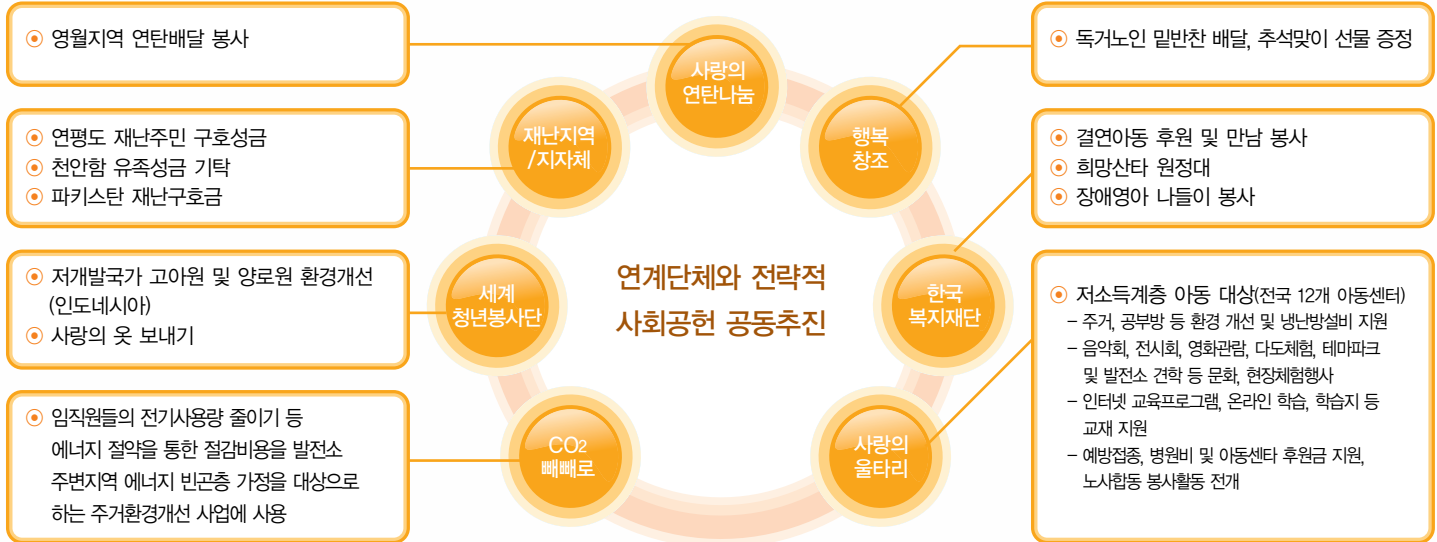 영월지역 연탄배달 봉사
연평도 재난주민 구호성금
천안함 유족성금 기탁
파키스탄 재난구호금
저개발국가 고아원 및 양로원 환경개선
(인도네시아)
사랑의 옷 보내기
임직원들의 전기사용량 줄이기 등
에너지 절약을 통한 절감비용을 발전소
주변지역 에너지 빈곤층 가정을 대상으로
하는 주거환경개선 사업에 사용
사랑의
연탄나눔
재난지역
/지자체
행복
창조
세계
청년봉사단
연계단체와 전략적
사회공헌 공동추진
한국
복지재단
CO2
빼빼로
사랑의
울타리
독거노인 밑반찬 배달, 추석맞이 선물 증정
결연아동 후원 및 만남 봉사
희망산타 원정대
장애영아 나들이 봉사
저소득계층 아동 대상(전국 12개 아동센터)
– 주거, 공부방 등 환경 개선 및 냉난방설비 지원
– 음악회, 전시회, 영화관람, 다도체험, 테마파크
및 발전소 견학 등 문화, 현장체험행사
– 인터넷 교육프로그램, 온라인 학습, 학습지 등
교재 지원
– 예방접종, 병원비 및 아동센타 후원금 지원,
노사합동 봉사활동 전개